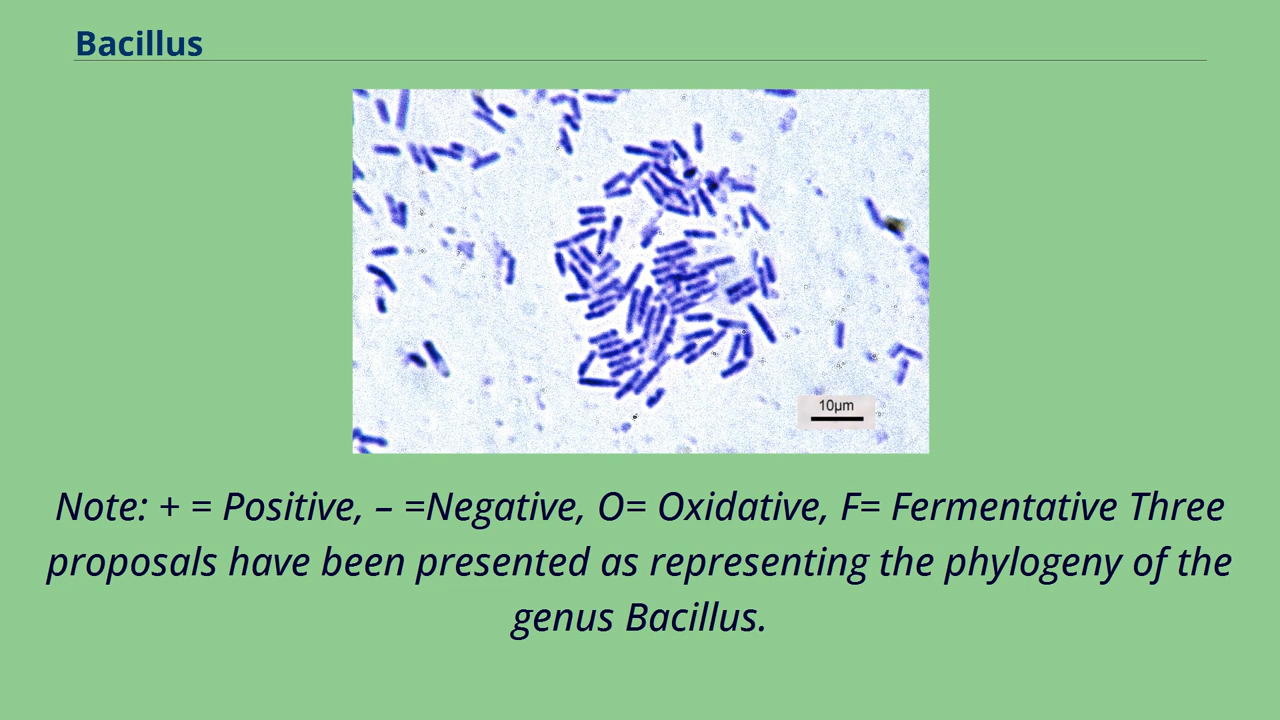 Bacillus
10µm
Note: + = Positive, – =Negative, O= Oxidative, F= Fermentative Three
proposals have been presented as representing the phylogeny of the
genus Bacillus.